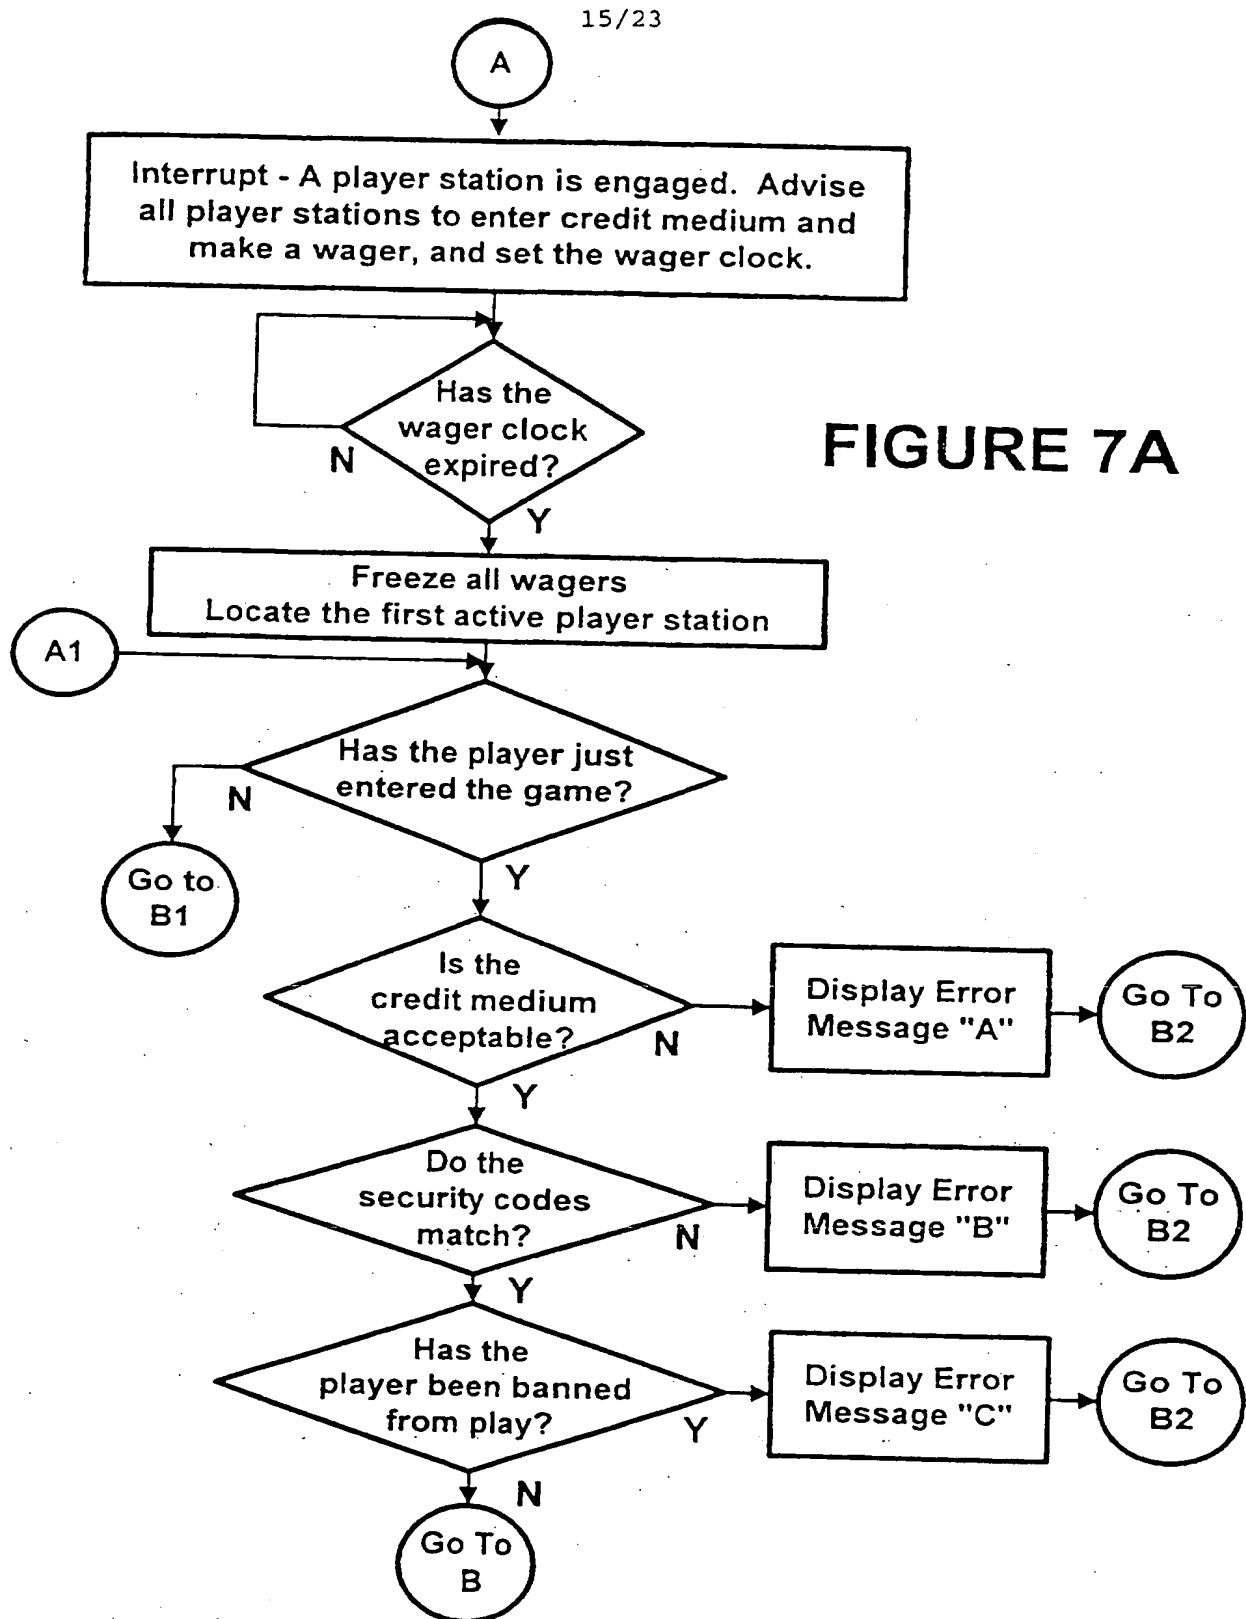 15/23
A
Interrupt - A player station is engaged. Advise
all player stations to enter credit medium and
make a wager, and set the wager clock.
Has the
wager clock
expired?
N
Y
FIGURE 7A
Freeze all wagers
Locate the first active player station
A1
Has the player just
entered the game?
N
Y
Go to
B1
Is the
credit medium
acceptable?
N
Y
Display Error
Message "A"
Go To
B2
Do the
security codes
match?
N
Y
Display Error
Message "B"
Go To
B2
Has the
player been banned
from play?
Y
N
Display Error
Message "C"
Go To
B2
Go To
B